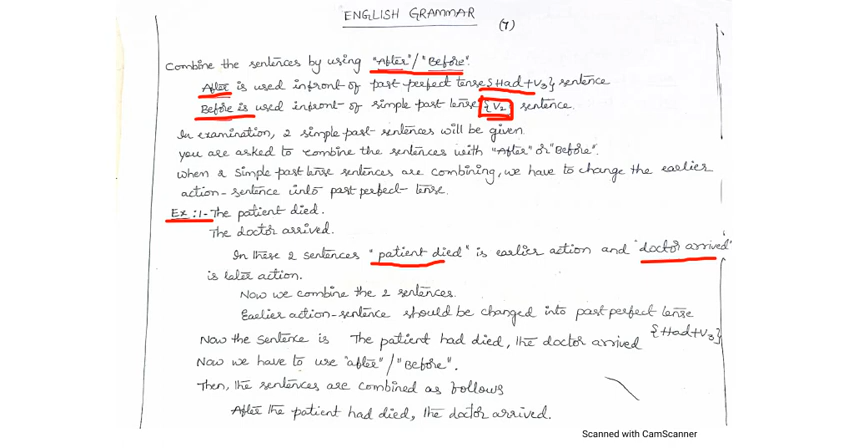 ENGLISH GRAMMAR
(7)
Combine the sentences by using "After"/"Before".
After is used infront of past perfect tense {Had+V3} sentence
Before is used infront of simple past tense {V2} sentence.
In examination, 2 simple past sentences will be given.
you are asked to combine the sentences with "After" or "Before".
when 2 simple past tense sentences are combining, we have to change the earlier
action-sentence into past perfect tense.
Ex:1- The patient died.
The doctor arrived.
In these 2 sentences "patient died" is earlier action and "doctor arrived"
is later action.
Now we combine the 2 sentences.
Earlier action-sentence should be changed into past perfect tense
{Had+V3}
Now the sentence is The patient had died, the doctor arrived
Now we have to use "after"/"Before".
Then, the sentences are combined as follows
After the patient had died, the doctor arrived.
Scanned with CamScanner